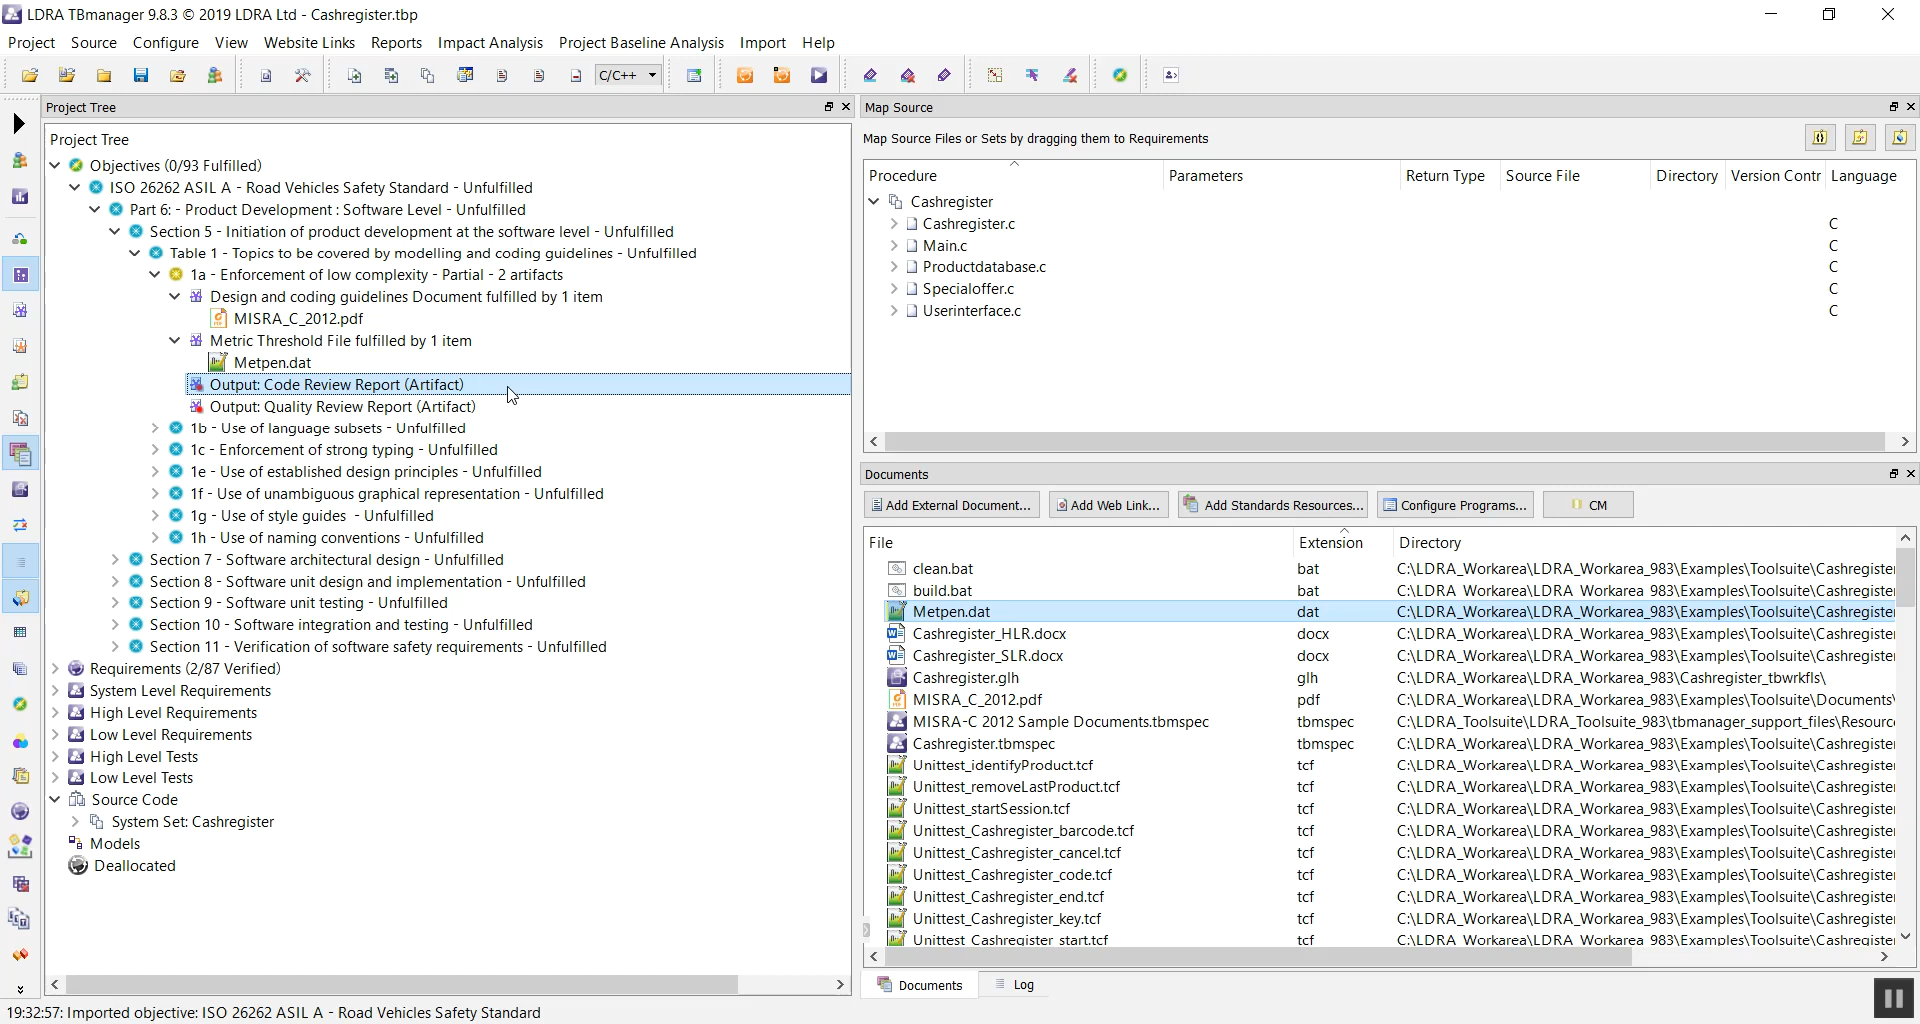 LDRA TBmanager 9.8.3 © 2019 LDRA Ltd - Cashregister.tbp
Project Source Configure View Website Links Reports Impact Analysis Project Baseline Analysis Import Help
C/C++
Project Tree
Project Tree
Objectives (0/93 Fulfilled)
ISO 26262 ASIL A - Road Vehicles Safety Standard - Unfulfilled
Part 6: - Product Development : Software Level - Unfulfilled
Section 5 - Initiation of product development at the software level - Unfulfilled
Table 1 - Topics to be covered by modelling and coding guidelines - Unfulfilled
1a - Enforcement of low complexity - Partial - 2 artifacts
Design and coding guidelines Document fulfilled by 1 item
MISRA_C_2012.pdf
Metric Threshold File fulfilled by 1 item
Metpen.dat
Output: Code Review Report (Artifact)
Output: Quality Review Report (Artifact)
1b - Use of language subsets - Unfulfilled
1c - Enforcement of strong typing - Unfulfilled
1e - Use of established design principles - Unfulfilled
1f - Use of unambiguous graphical representation - Unfulfilled
1g - Use of style guides - Unfulfilled
1h - Use of naming conventions - Unfulfilled
Section 7 - Software architectural design - Unfulfilled
Section 8 - Software unit design and implementation - Unfulfilled
Section 9 - Software unit testing - Unfulfilled
Section 10 - Software integration and testing - Unfulfilled
Section 11 - Verification of software safety requirements - Unfulfilled
Requirements (2/87 Verified)
System Level Requirements
High Level Requirements
Low Level Requirements
High Level Tests
Low Level Tests
Source Code
System Set: Cashregister
Models
Deallocated
Map Source
Map Source Files or Sets by dragging them to Requirements
Procedure Parameters Return Type Source File Directory Version Contr Language
Cashregister
Cashregister.c C
Main.c C
Productdatabase.c C
Specialoffer.c C
Userinterface.c C
Documents
Add External Document... Add Web Link... Add Standards Resources... Configure Programs... CM
File Extension Directory
clean.bat bat C:\LDRA_Workarea\LDRA_Workarea_983\Examples\Toolsuite\Cashregister
build.bat bat C:\LDRA_Workarea\LDRA_Workarea_983\Examples\Toolsuite\Cashregister
Metpen.dat dat C:\LDRA_Workarea\LDRA_Workarea_983\Examples\Toolsuite\Cashregister
Cashregister_HLR.docx docx C:\LDRA_Workarea\LDRA_Workarea_983\Examples\Toolsuite\Cashregister
Cashregister_SLR.docx docx C:\LDRA_Workarea\LDRA_Workarea_983\Examples\Toolsuite\Cashregister
Cashregister.glh glh C:\LDRA_Workarea\LDRA_Workarea_983\Cashregister_tbwrkfls\
MISRA_C_2012.pdf pdf C:\LDRA_Workarea\LDRA_Workarea_983\Examples\Toolsuite\Documents\
MISRA-C 2012 Sample Documents.tbmspec tbmspec C:\LDRA_Toolsuite\LDRA_Toolsuite_983\tbmanager_support_files\Resourc
Cashregister.tbmspec tbmspec C:\LDRA_Workarea\LDRA_Workarea_983\Examples\Toolsuite\Cashregister
Unittest_identifyProduct.tcf tcf C:\LDRA_Workarea\LDRA_Workarea_983\Examples\Toolsuite\Cashregister
Unittest_removeLastProduct.tcf tcf C:\LDRA_Workarea\LDRA_Workarea_983\Examples\Toolsuite\Cashregister
Unittest_startSession.tcf tcf C:\LDRA_Workarea\LDRA_Workarea_983\Examples\Toolsuite\Cashregister
Unittest_Cashregister_barcode.tcf tcf C:\LDRA_Workarea\LDRA_Workarea_983\Examples\Toolsuite\Cashregister
Unittest_Cashregister_cancel.tcf tcf C:\LDRA_Workarea\LDRA_Workarea_983\Examples\Toolsuite\Cashregister
Unittest_Cashregister_code.tcf tcf C:\LDRA_Workarea\LDRA_Workarea_983\Examples\Toolsuite\Cashregister
Unittest_Cashregister_end.tcf tcf C:\LDRA_Workarea\LDRA_Workarea_983\Examples\Toolsuite\Cashregister
Unittest_Cashregister_key.tcf tcf C:\LDRA_Workarea\LDRA_Workarea_983\Examples\Toolsuite\Cashregister
Unittest_Cashregister_start.tcf tcf C:\LDRA_Workarea\LDRA_Workarea_983\Examples\Toolsuite\Cashregister
Documents Log
19:32:57: Imported objective: ISO 26262 ASIL A - Road Vehicles Safety Standard